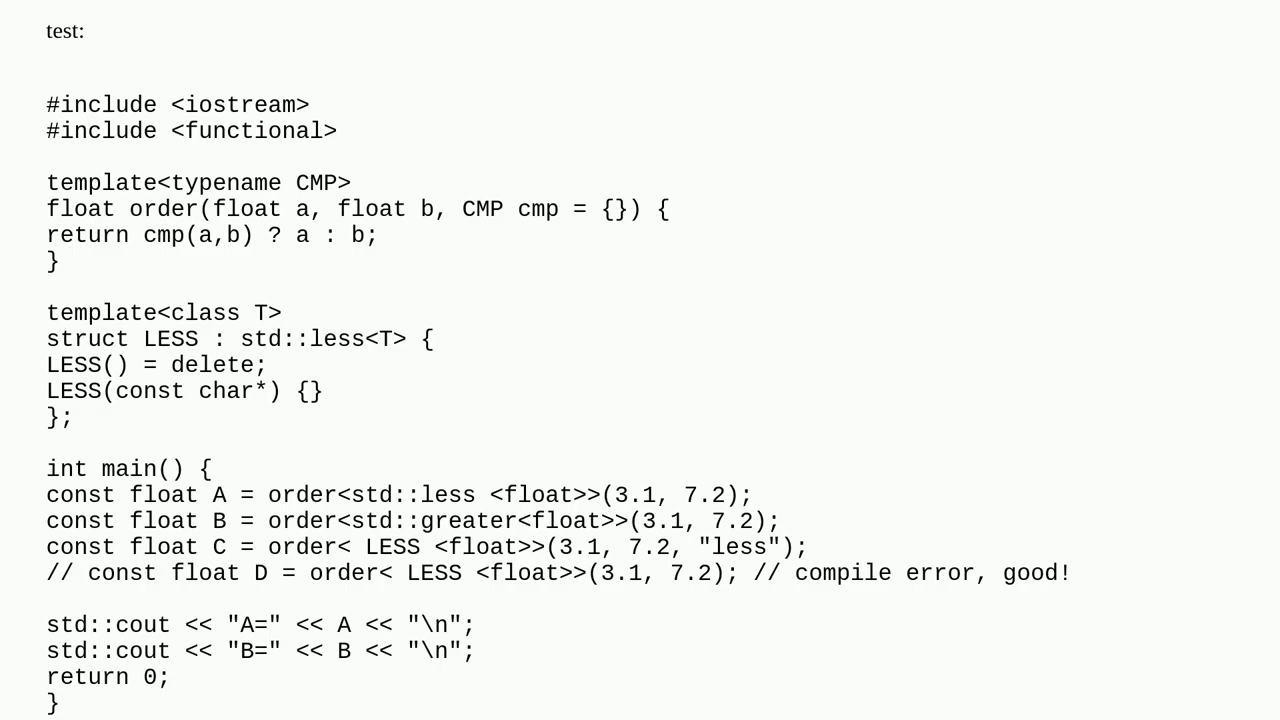 test:
#include <iostream>
#include <functional>
template<typename CMP>
float order(float a, float b, CMP cmp = {}) {
return cmp(a,b) ? a : b;
}
template<class T>
struct LESS : std::less<T> {
LESS() = delete;
LESS(const char*) {}
};
int main() {
const float A = order<std::less <float>>(3.1, 7.2);
const float B = order<std::greater<float>>(3.1, 7.2);
const float C = order< LESS <float>>(3.1, 7.2, "less");
// const float D = order< LESS <float>>(3.1, 7.2); // compile error, good!
std::cout << "A=" << A << "\n";
std::cout << "B=" << B << "\n";
return 0;
}